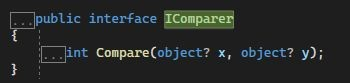 ...public interface IComparer
{
...int Compare(object? x, object? y);
}